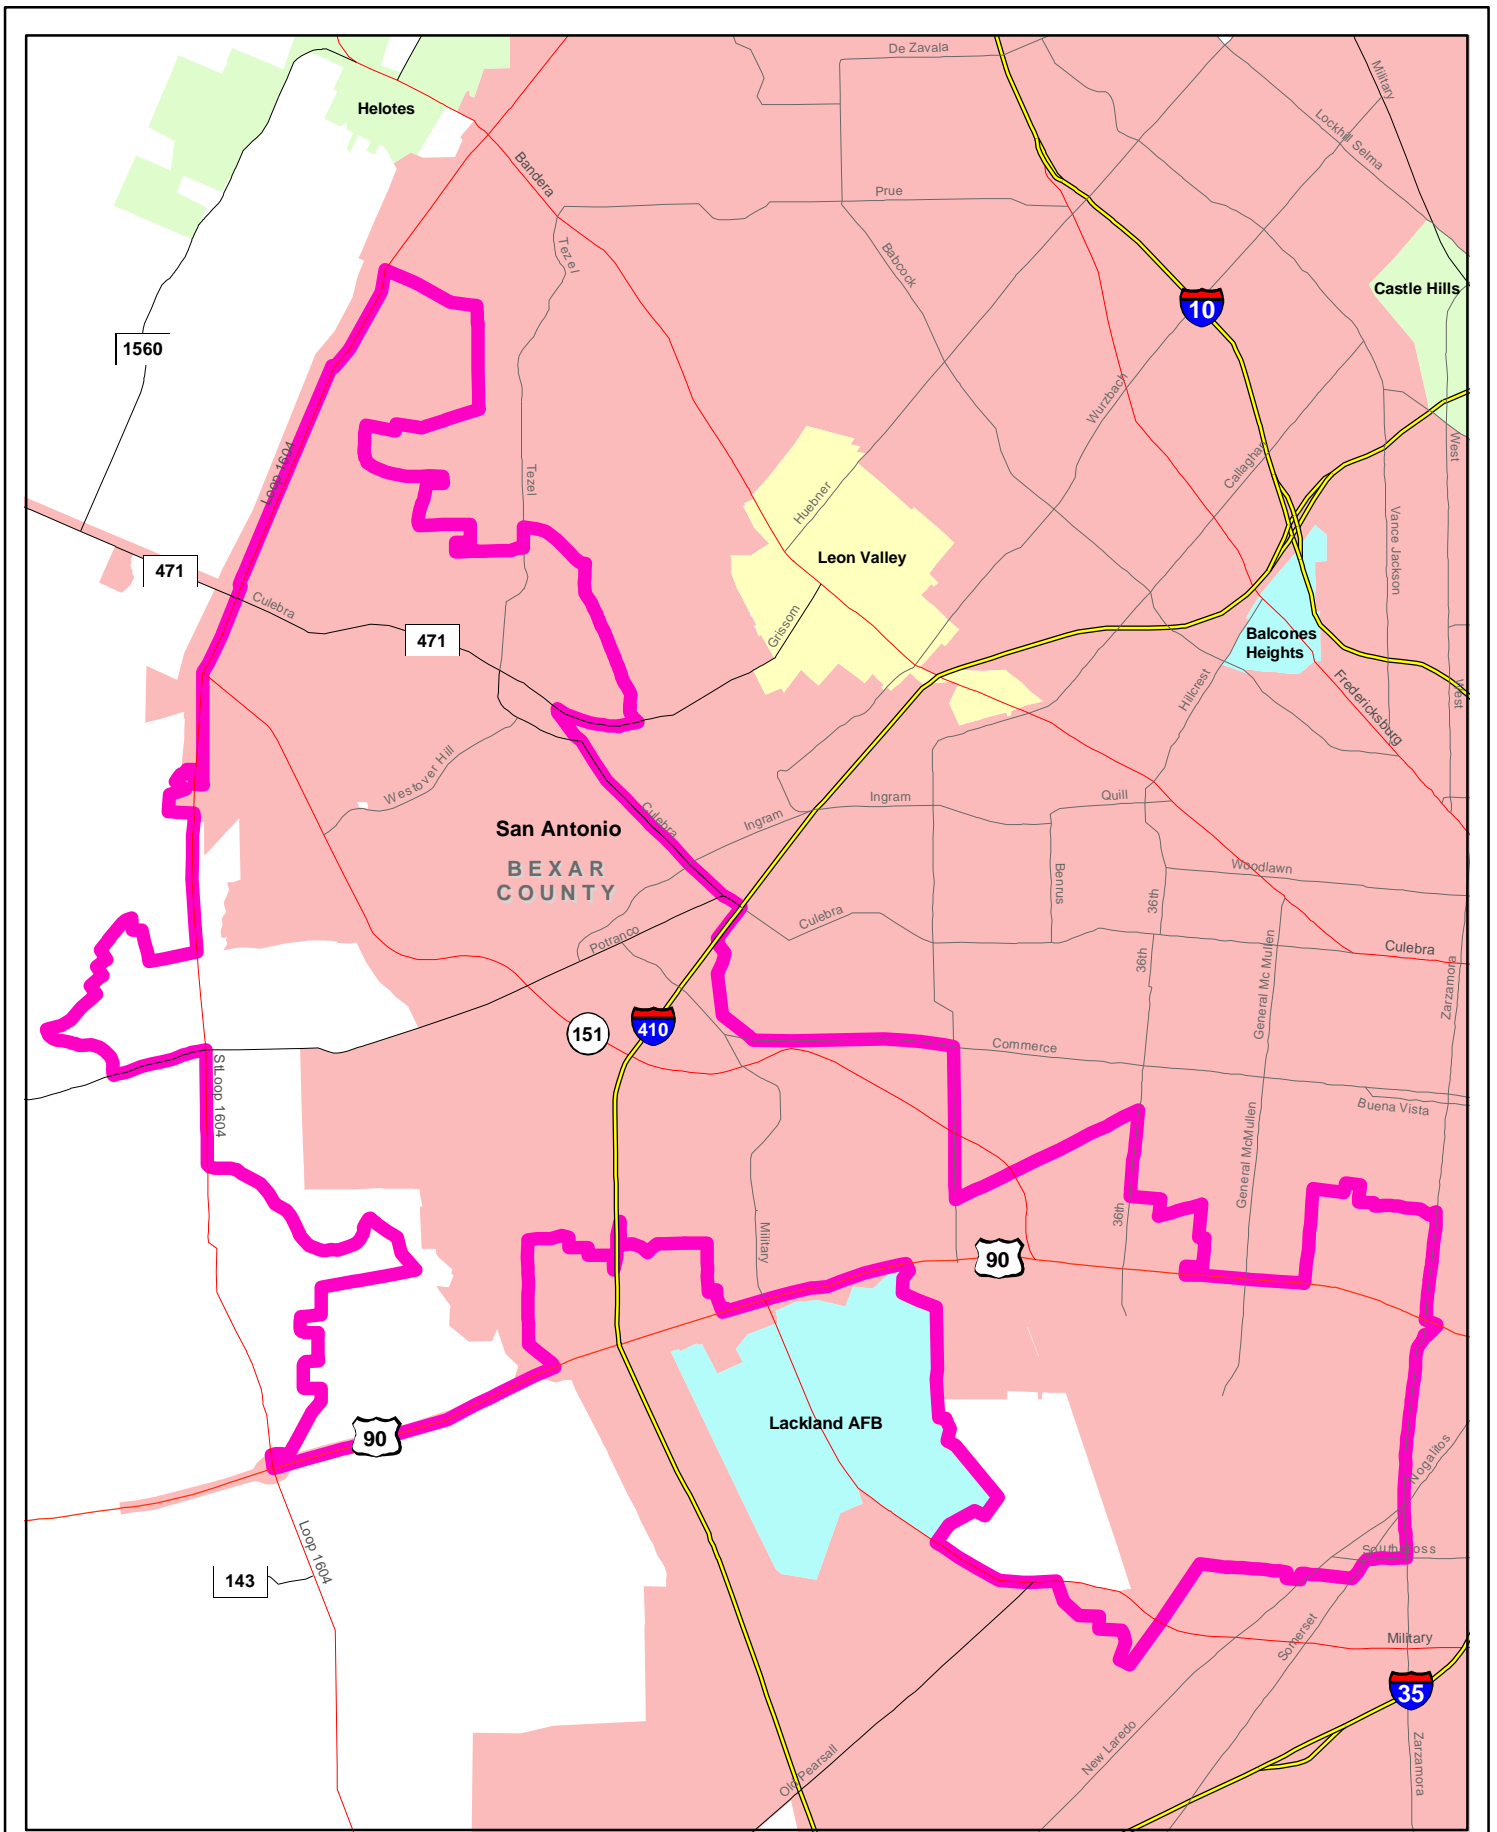 De Zavala
Military
Helotes
Lockhill Selma
Bandera
Prue
Tezel
Babcock
Castle Hills
10
1560
Wurzbach
Loop 1604
Tezel
Callaghan
West
Huebner
Vance Jackson
Leon Valley
471
Culebra
Grissom
471
Balcones
Heights
Hillcrest
Fredericksburg
West
Westover Hill
Ingram
Quill
Culebra
Ingram
San Antonio
BEXAR
COUNTY
Benrus
Woodlawn
36th
Culebra
Potranco
36th
General Mc Mullen
Culebra
Zarzamora
151
410
Commerce
StLoop 1604
Buena Vista
General McMullen
36th
Military
90
Lackland AFB
90
Nogalitos
Loop 1604
Southcross
143
Somerset
Military
35
New Laredo
Old Pearsall
Zarzamora